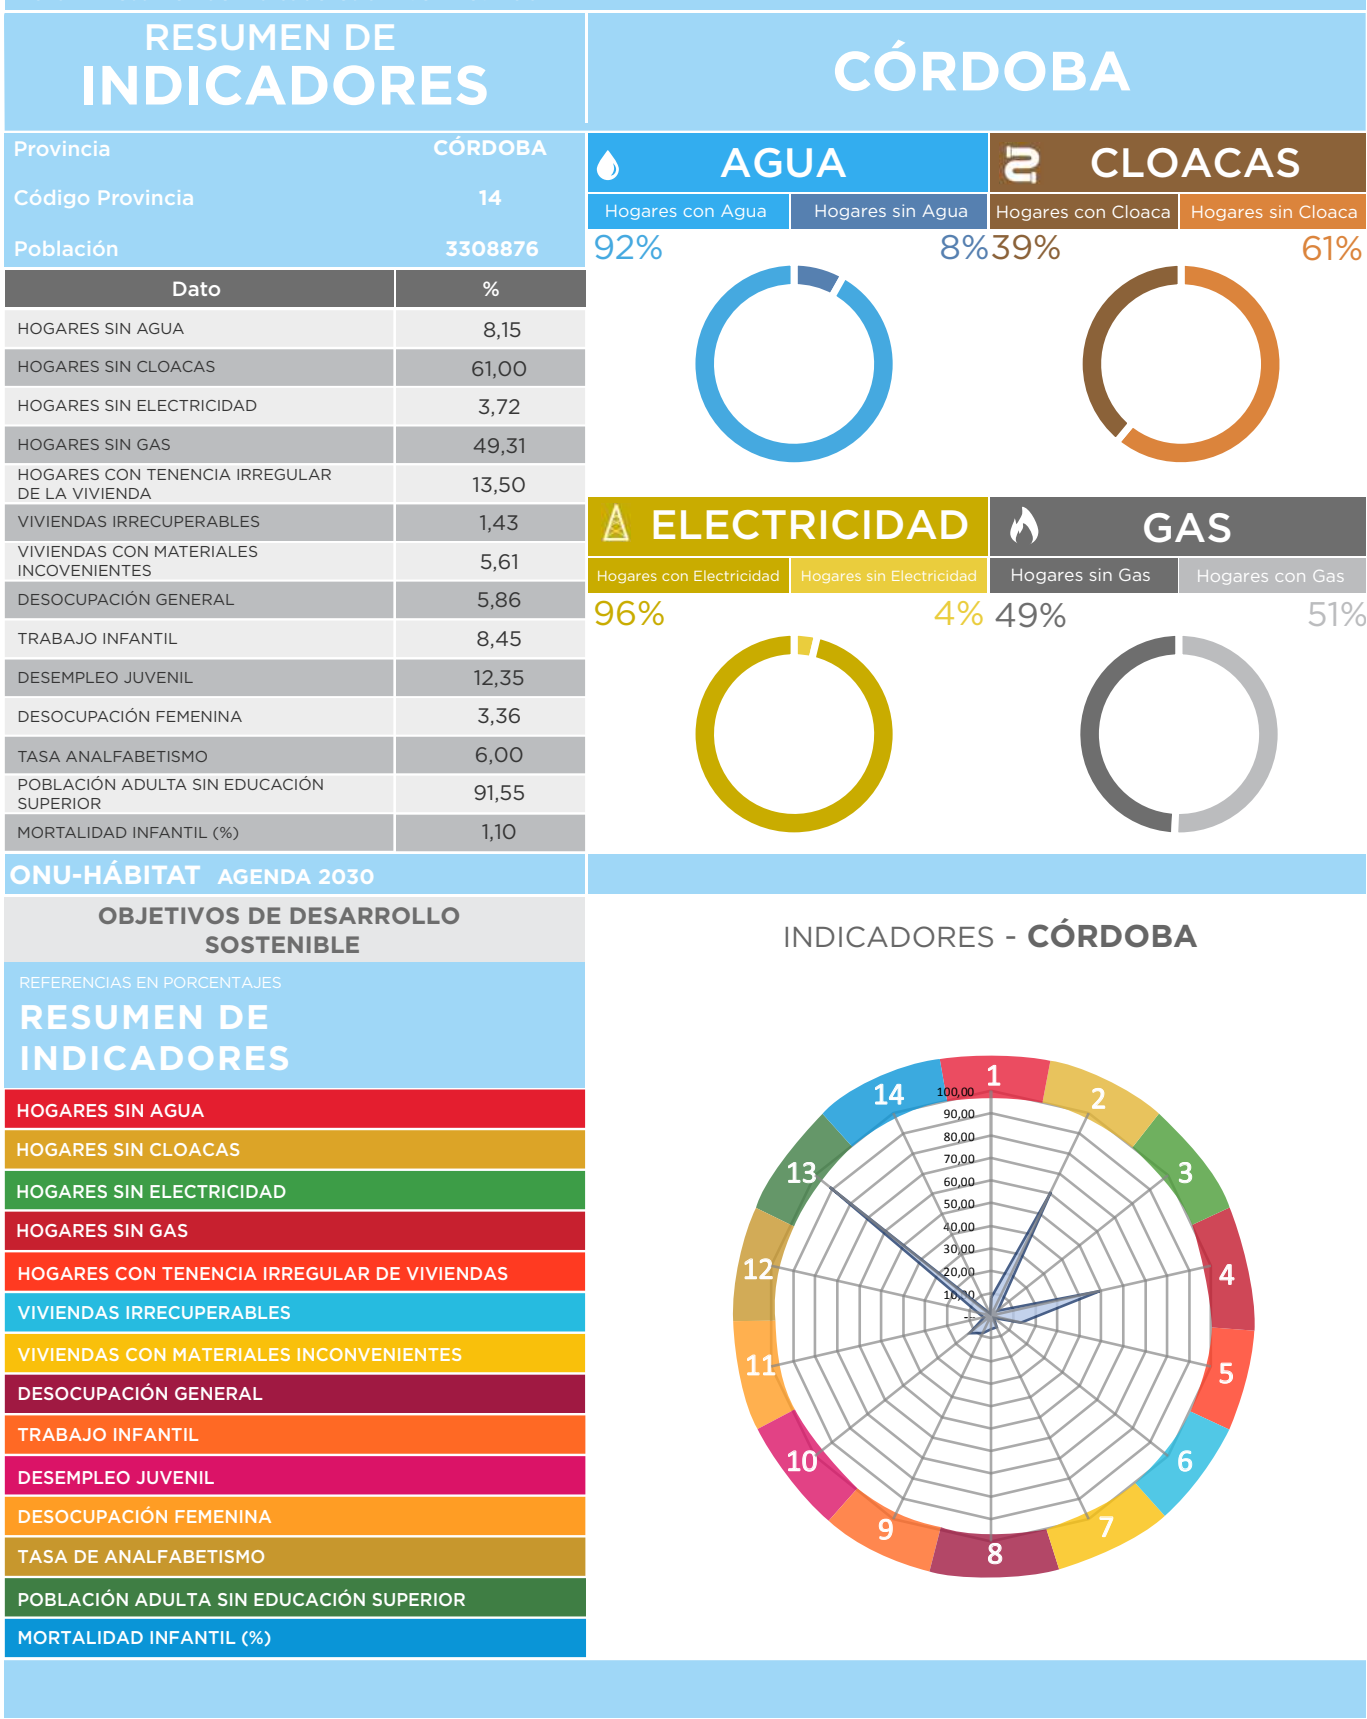 RESUMEN DE
INDICADORES
CÓRDOBA
Provincia CÓRDOBA
Código Provincia 14
Población 3308876
Dato %
HOGARES SIN AGUA 8,15
HOGARES SIN CLOACAS 61,00
HOGARES SIN ELECTRICIDAD 3,72
HOGARES SIN GAS 49,31
HOGARES CON TENENCIA IRREGULAR
DE LA VIVIENDA 13,50
VIVIENDAS IRRECUPERABLES 1,43
VIVIENDAS CON MATERIALES
INCOVENIENTES 5,61
DESOCUPACIÓN GENERAL 5,86
TRABAJO INFANTIL 8,45
DESEMPLEO JUVENIL 12,35
DESOCUPACIÓN FEMENINA 3,36
TASA ANALFABETISMO 6,00
POBLACIÓN ADULTA SIN EDUCACIÓN
SUPERIOR 91,55
MORTALIDAD INFANTIL (%) 1,10
AGUA
Hogares con Agua Hogares sin Agua
92% 8%
CLOACAS
Hogares con Cloaca Hogares sin Cloaca
39% 61%
ELECTRICIDAD
Hogares con Electricidad Hogares sin Electricidad
96% 4%
GAS
Hogares sin Gas Hogares con Gas
49% 51%
ONU-HÁBITAT AGENDA 2030
OBJETIVOS DE DESARROLLO
SOSTENIBLE
REFERENCIAS EN PORCENTAJES
RESUMEN DE
INDICADORES
HOGARES SIN AGUA
HOGARES SIN CLOACAS
HOGARES SIN ELECTRICIDAD
HOGARES SIN GAS
HOGARES CON TENENCIA IRREGULAR DE VIVIENDAS
VIVIENDAS IRRECUPERABLES
VIVIENDAS CON MATERIALES INCONVENIENTES
DESOCUPACIÓN GENERAL
TRABAJO INFANTIL
DESEMPLEO JUVENIL
DESOCUPACIÓN FEMENINA
TASA DE ANALFABETISMO
POBLACIÓN ADULTA SIN EDUCACIÓN SUPERIOR
MORTALIDAD INFANTIL (%)
INDICADORES - CÓRDOBA
1
2
3
4
5
6
7
8
9
10
11
12
13
14
100,00
90,00
80,00
70,00
60,00
50,00
40,00
30,00
20,00
10,00